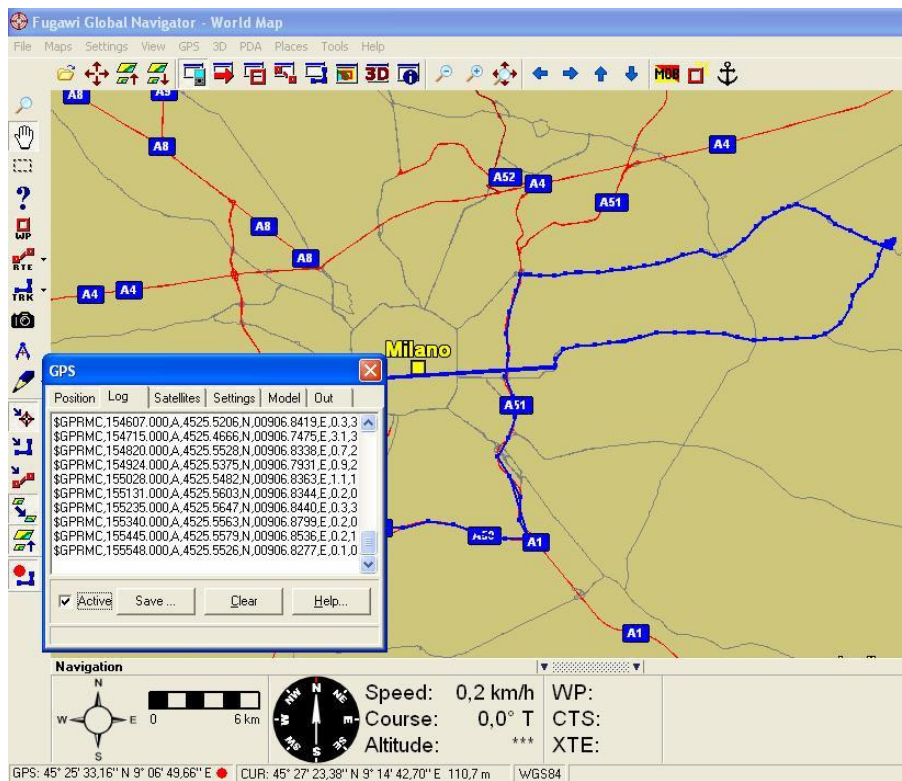 Fugawi Global Navigator - World Map
File Maps Settings View GPS 3D PDA Places Tools Help
3D MOB
WP
RTE
TRK
A8
A8
A4
A52
A4
A51
A8
A8
A4
A4
Milano
A51
A1
A1
GPS
Position Log Satellites Settings Model Out
$GPRMC,154607.000,A,4525.5206,N,00906.8419,E,0.3,3
$GPRMC,154715.000,A,4525.4666,N,00906.7475,E,3.1,3
$GPRMC,154820.000,A,4525.5528,N,00906.8338,E,0.7,2
$GPRMC,154924.000,A,4525.5375,N,00906.7931,E,0.9,2
$GPRMC,155028.000,A,4525.5482,N,00906.8363,E,1.1,1
$GPRMC,155131.000,A,4525.5603,N,00906.8344,E,0.2,0
$GPRMC,155235.000,A,4525.5647,N,00906.8440,E,0.3,3
$GPRMC,155340.000,A,4525.5563,N,00906.8799,E,0.2,0
$GPRMC,155445.000,A,4525.5579,N,00906.8536,E,0.2,1
$GPRMC,155548.000,A,4525.5526,N,00906.8277,E,0.1,0
Active Save ... Clear Help...
Navigation
N
W E
S
0 6 km
N NE E SE S SW W NW
Speed: 0,2 km/h
Course: 0,0° T
Altitude: ***
WP:
CTS:
XTE:
GPS: 45° 25' 33,16" N 9° 06' 49,66" E CUR: 45° 27' 23,38" N 9° 14' 42,70" E 110,7 m WGS84